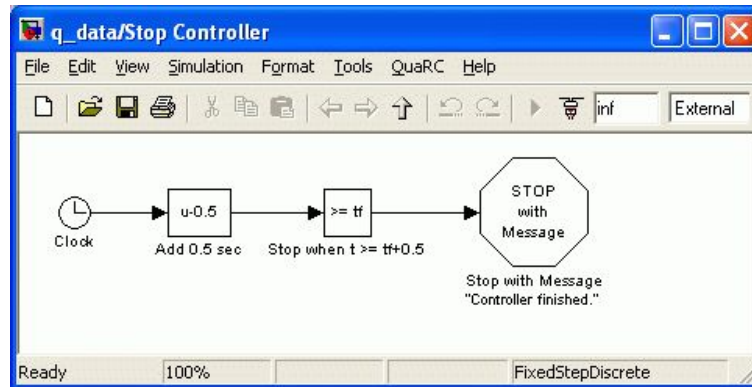 q_data/Stop Controller
File Edit View Simulation Format Tools QuaRC Help
inf External
STOP
with
Message
u-0.5
>= tf
Clock
Add 0.5 sec
Stop when t >= tf+0.5
Stop with Message
"Controller finished."
Ready 100% FixedStepDiscrete